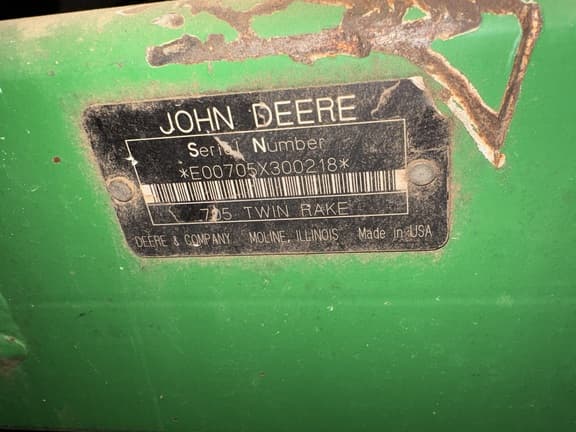 JOHN DEERE
Serial Number
*E00705X300218*
705 TWIN RAKE
DEERE & COMPANY MOLINE, ILLINOIS Made in USA